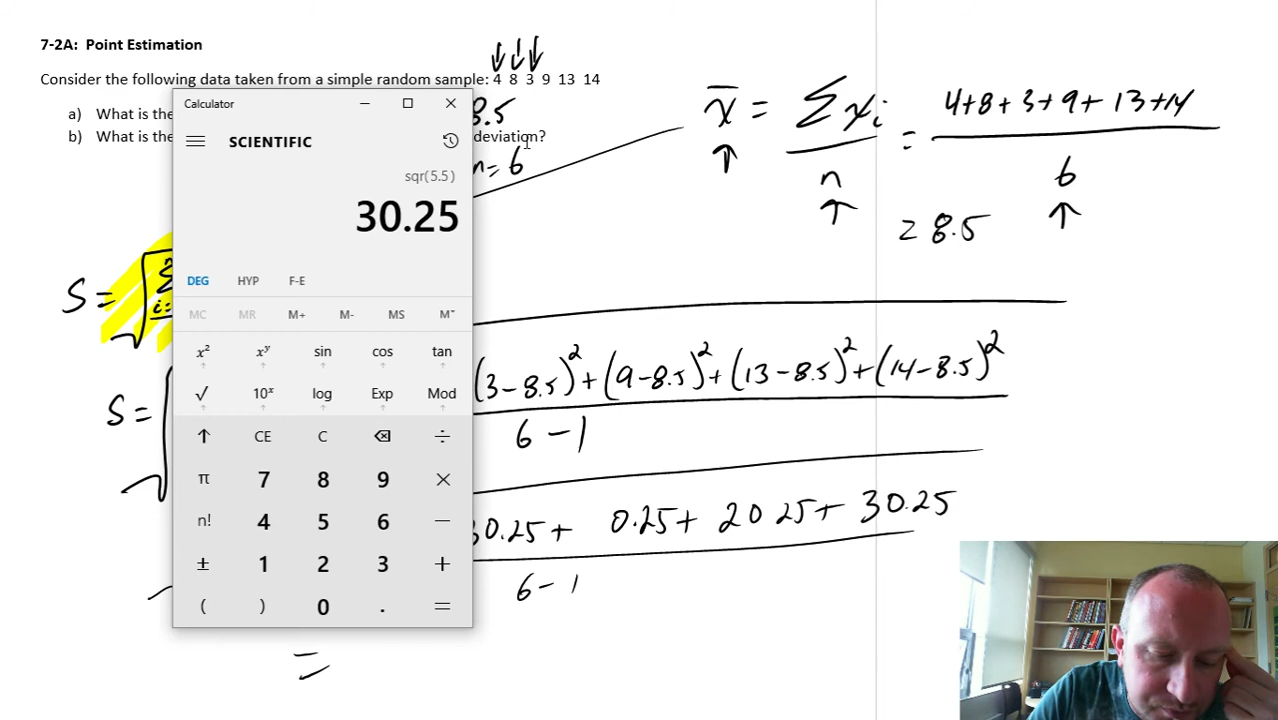 7-2A: Point Estimation
Consider the following data taken from a simple random sample: 4 8 3 9 13 14
a) What is the
8.5
b) What is the
deviation?
n= 6
x̄ = Σxi / n = 4+8+3+9+13+14 / 6
= 8.5
Calculator
SCIENTIFIC
sqr(5.5)
30.25
DEG HYP F-E
MC MR M+ M- MS M˅
x² xʸ sin cos tan
√ 10ˣ log Exp Mod
↑ CE C ⌫ ÷
π 7 8 9 ×
n! 4 5 6 −
± 1 2 3 +
( ) 0 . =
S = √ Σ
i=
S = √
(3-8.5)² + (9-8.5)² + (13-8.5)² + (14-8.5)²
6-1
30.25+ 0.25+ 20.25+ 30.25
6-1
=